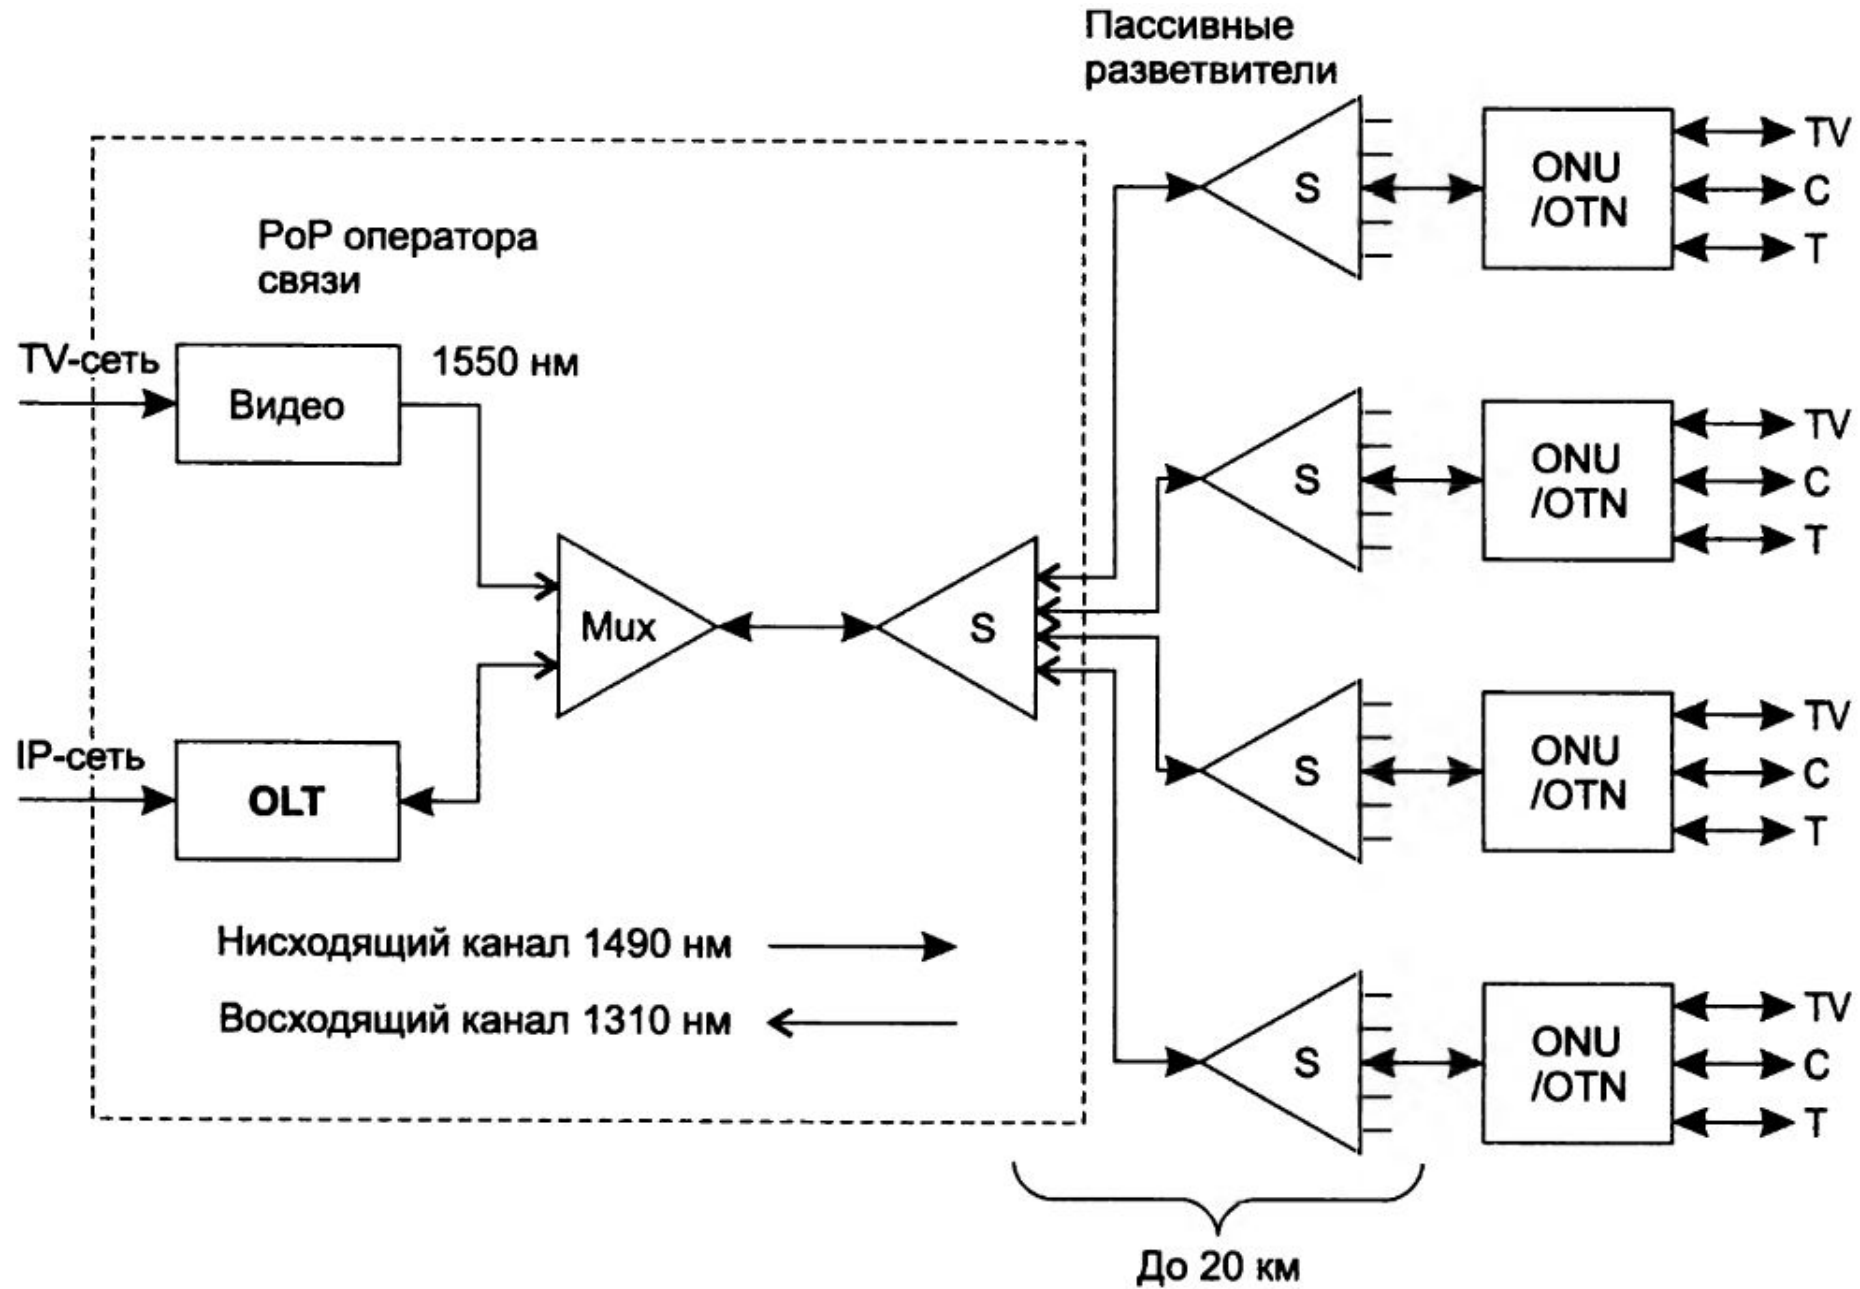 Пассивные
разветвители
PoP оператора
связи
TV-сеть
Видео
1550 нм
IP-сеть
OLT
Mux
S
Нисходящий канал 1490 нм
Восходящий канал 1310 нм
S
ONU
/OTN
TV
C
T
S
ONU
/OTN
TV
C
T
S
ONU
/OTN
TV
C
T
S
ONU
/OTN
TV
C
T
До 20 км